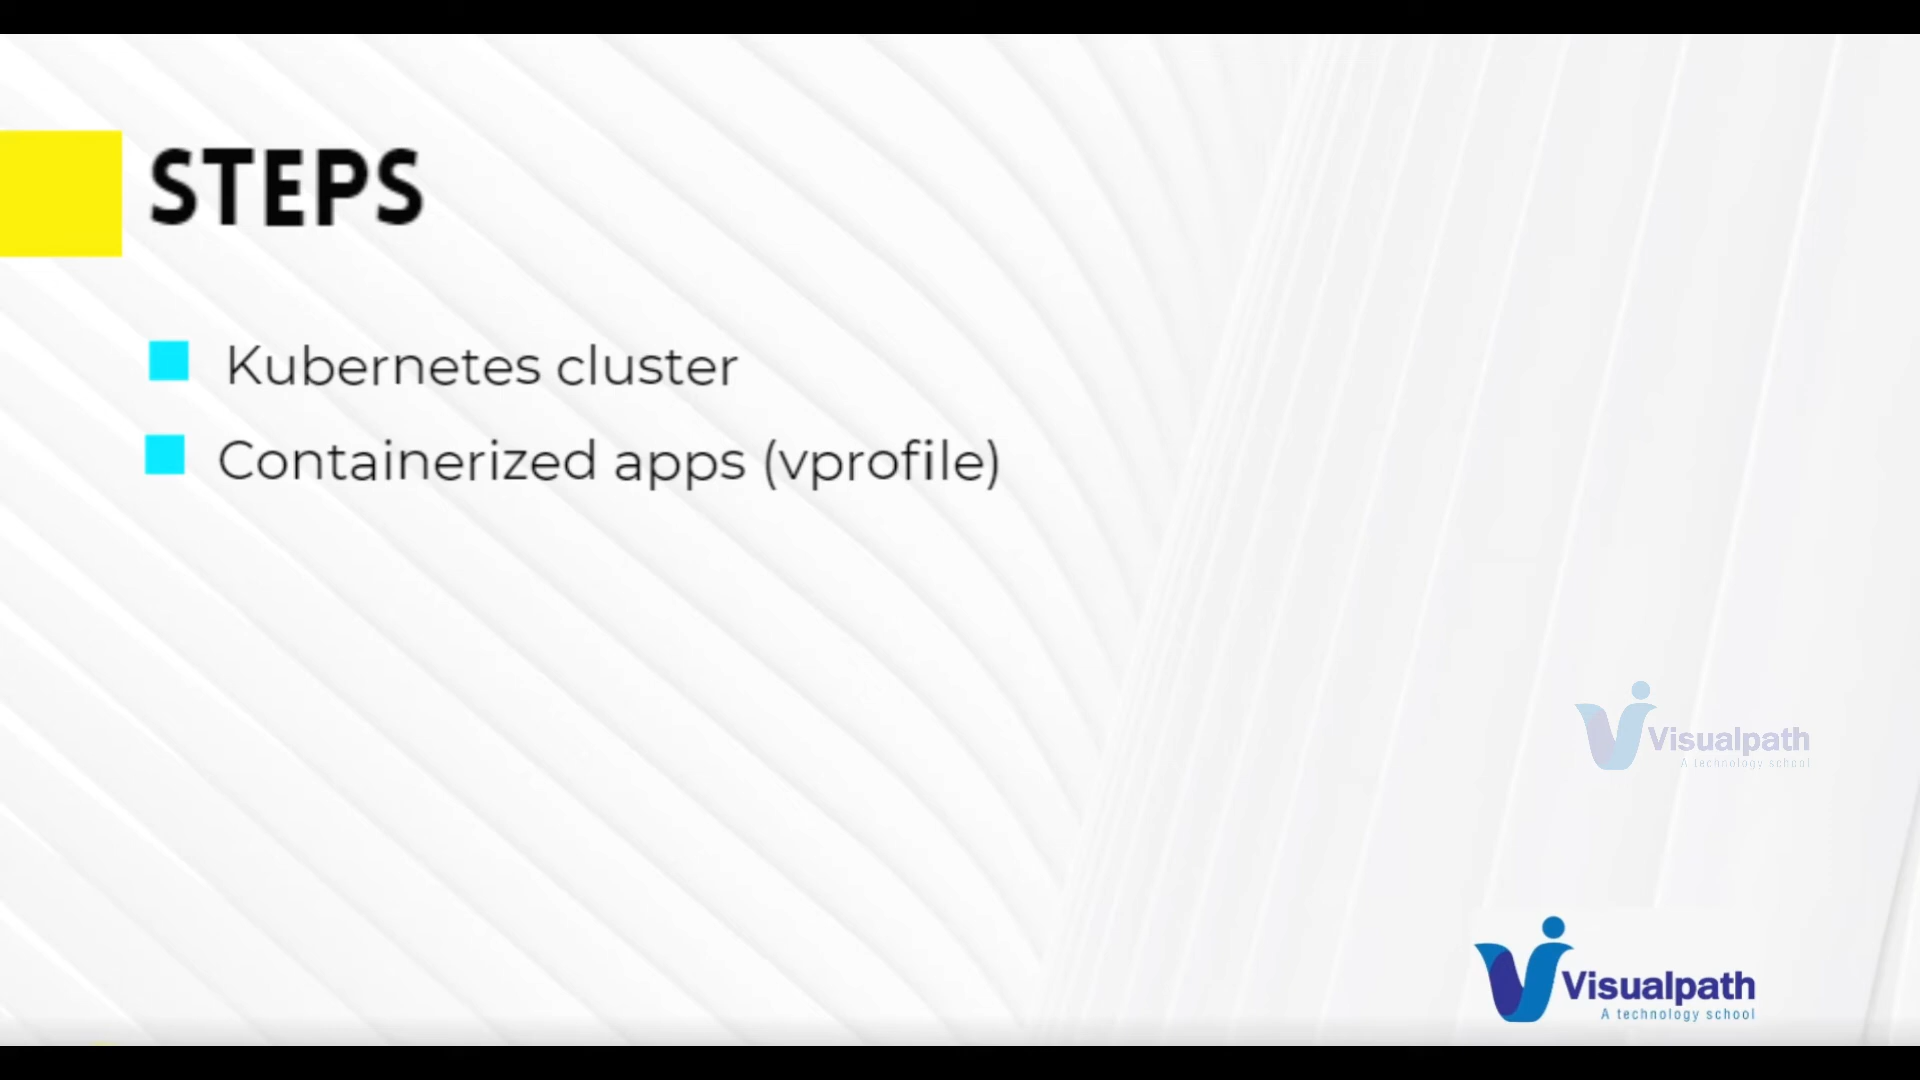 STEPS
Kubernetes cluster
Containerized apps (vprofile)
Visualpath
A technology school
Visualpath
A technology school